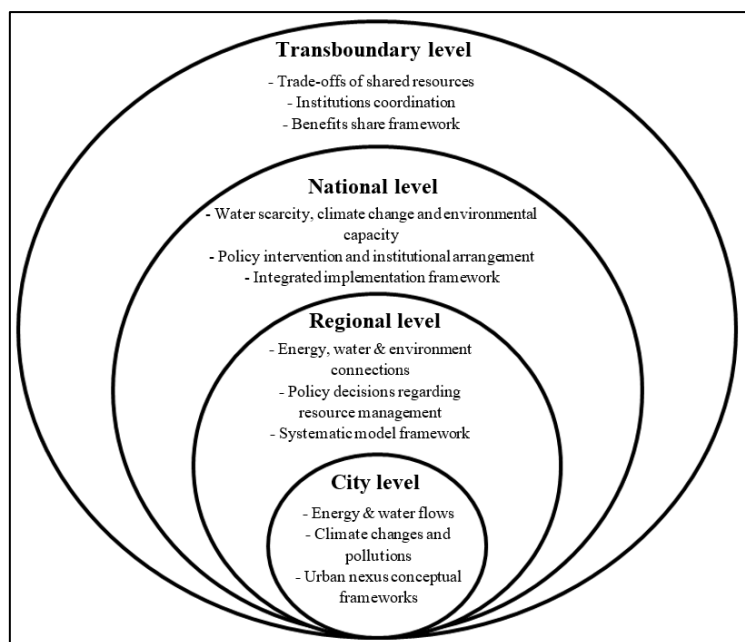 Transboundary level
- Trade-offs of shared resources
- Institutions coordination
- Benefits share framework
National level
- Water scarcity, climate change and environmental
capacity
- Policy intervention and institutional arrangement
- Integrated implementation framework
Regional level
- Energy, water & environment
connections
- Policy decisions regarding
resource management
- Systematic model framework
City level
- Energy & water flows
- Climate changes and
pollutions
- Urban nexus conceptual
frameworks